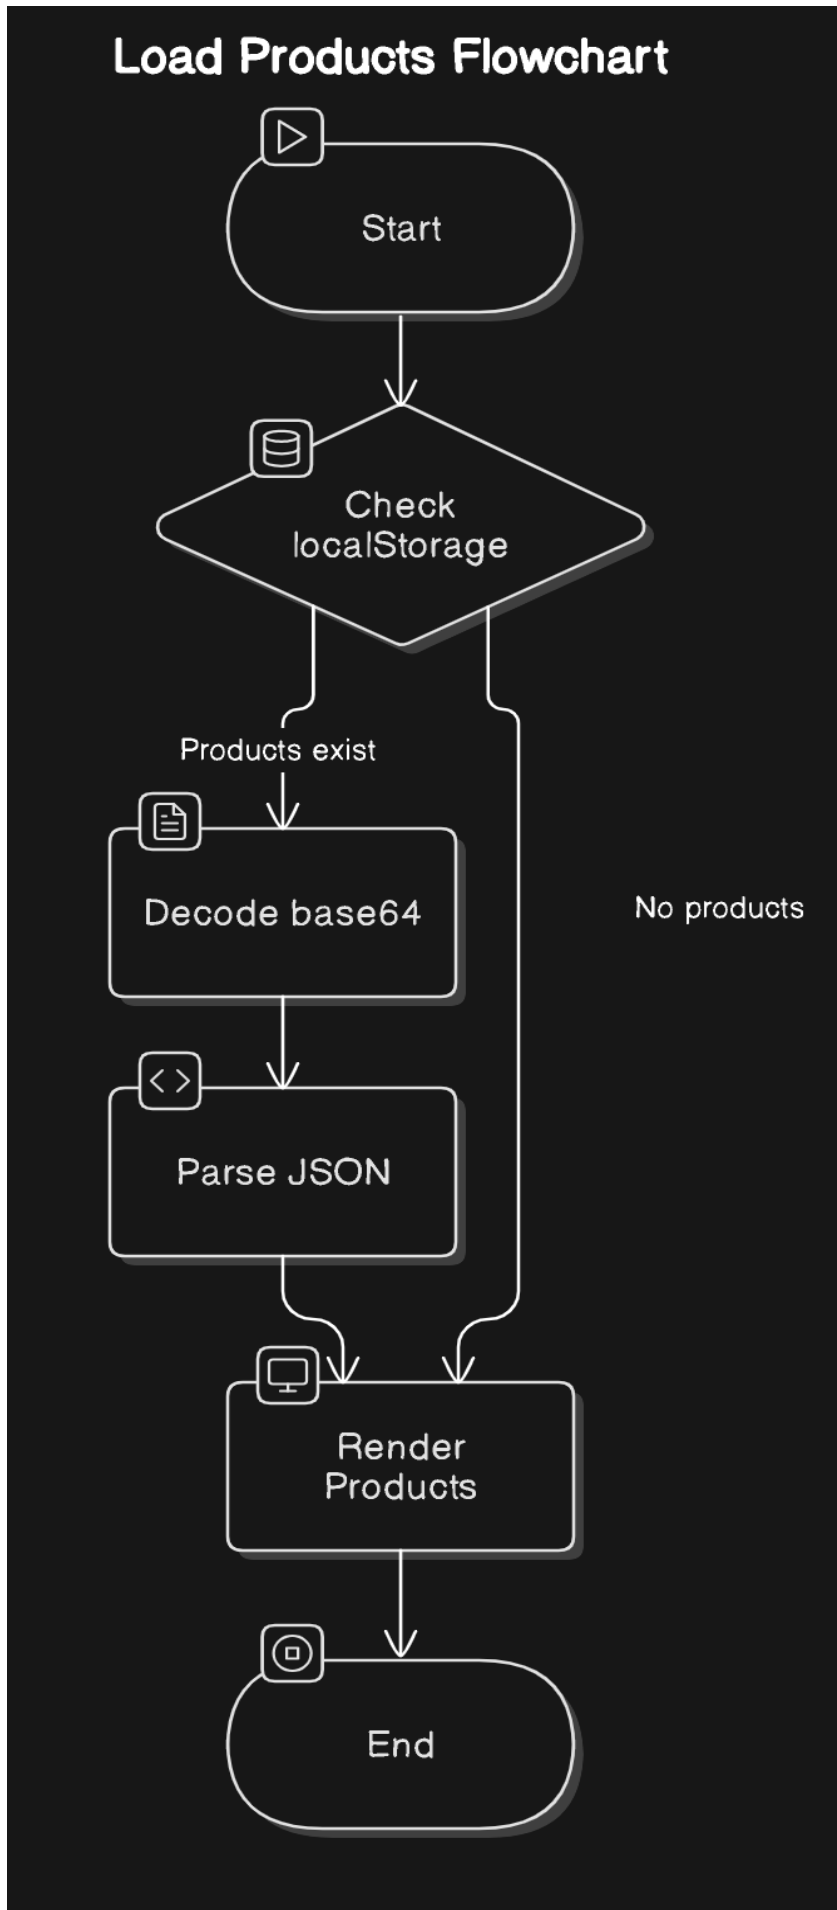 Load Products Flowchart
Start
Check
localStorage
Products exist
Decode base64
No products
Parse JSON
Render
Products
End